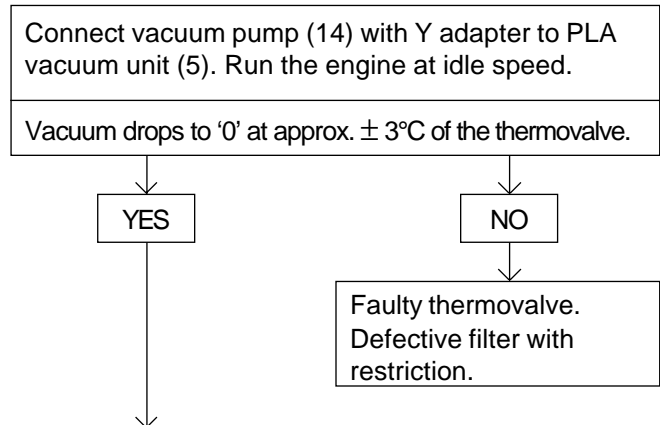 Connect vacuum pump (14) with Y adapter to PLA
vacuum unit (5). Run the engine at idle speed.
Vacuum drops to ‘0’ at approx. ± 3°C of the thermovalve.
YES
NO
Faulty thermovalve.
Defective filter with
restriction.